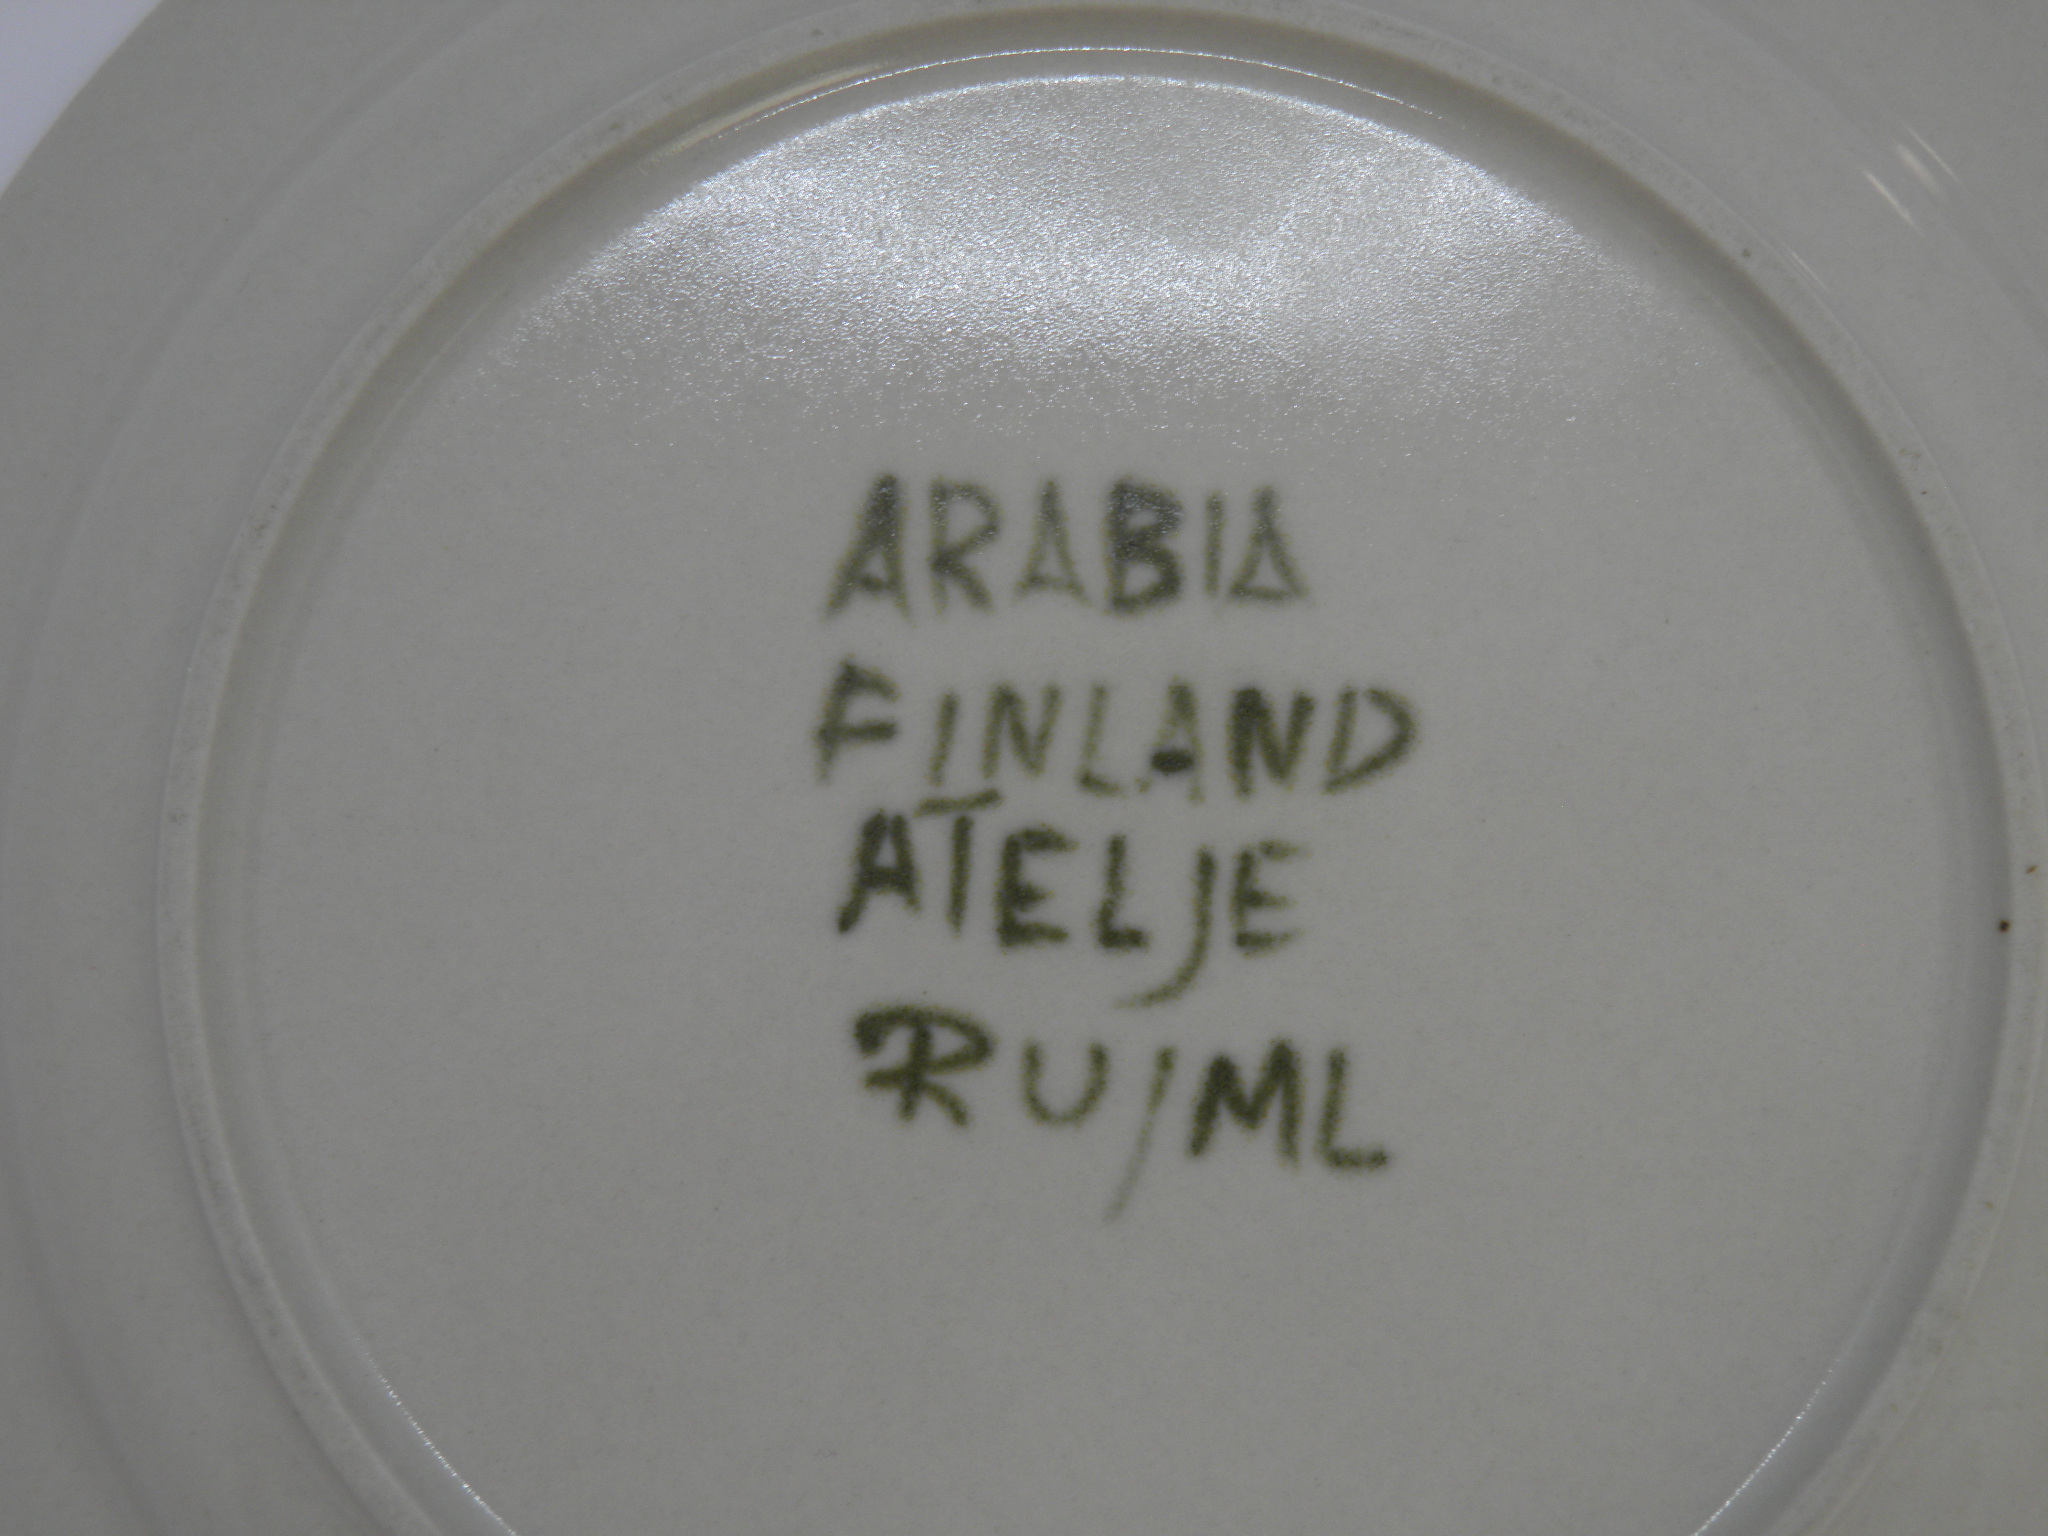 ARABIA
FINLAND
ATELJE
RU/ML